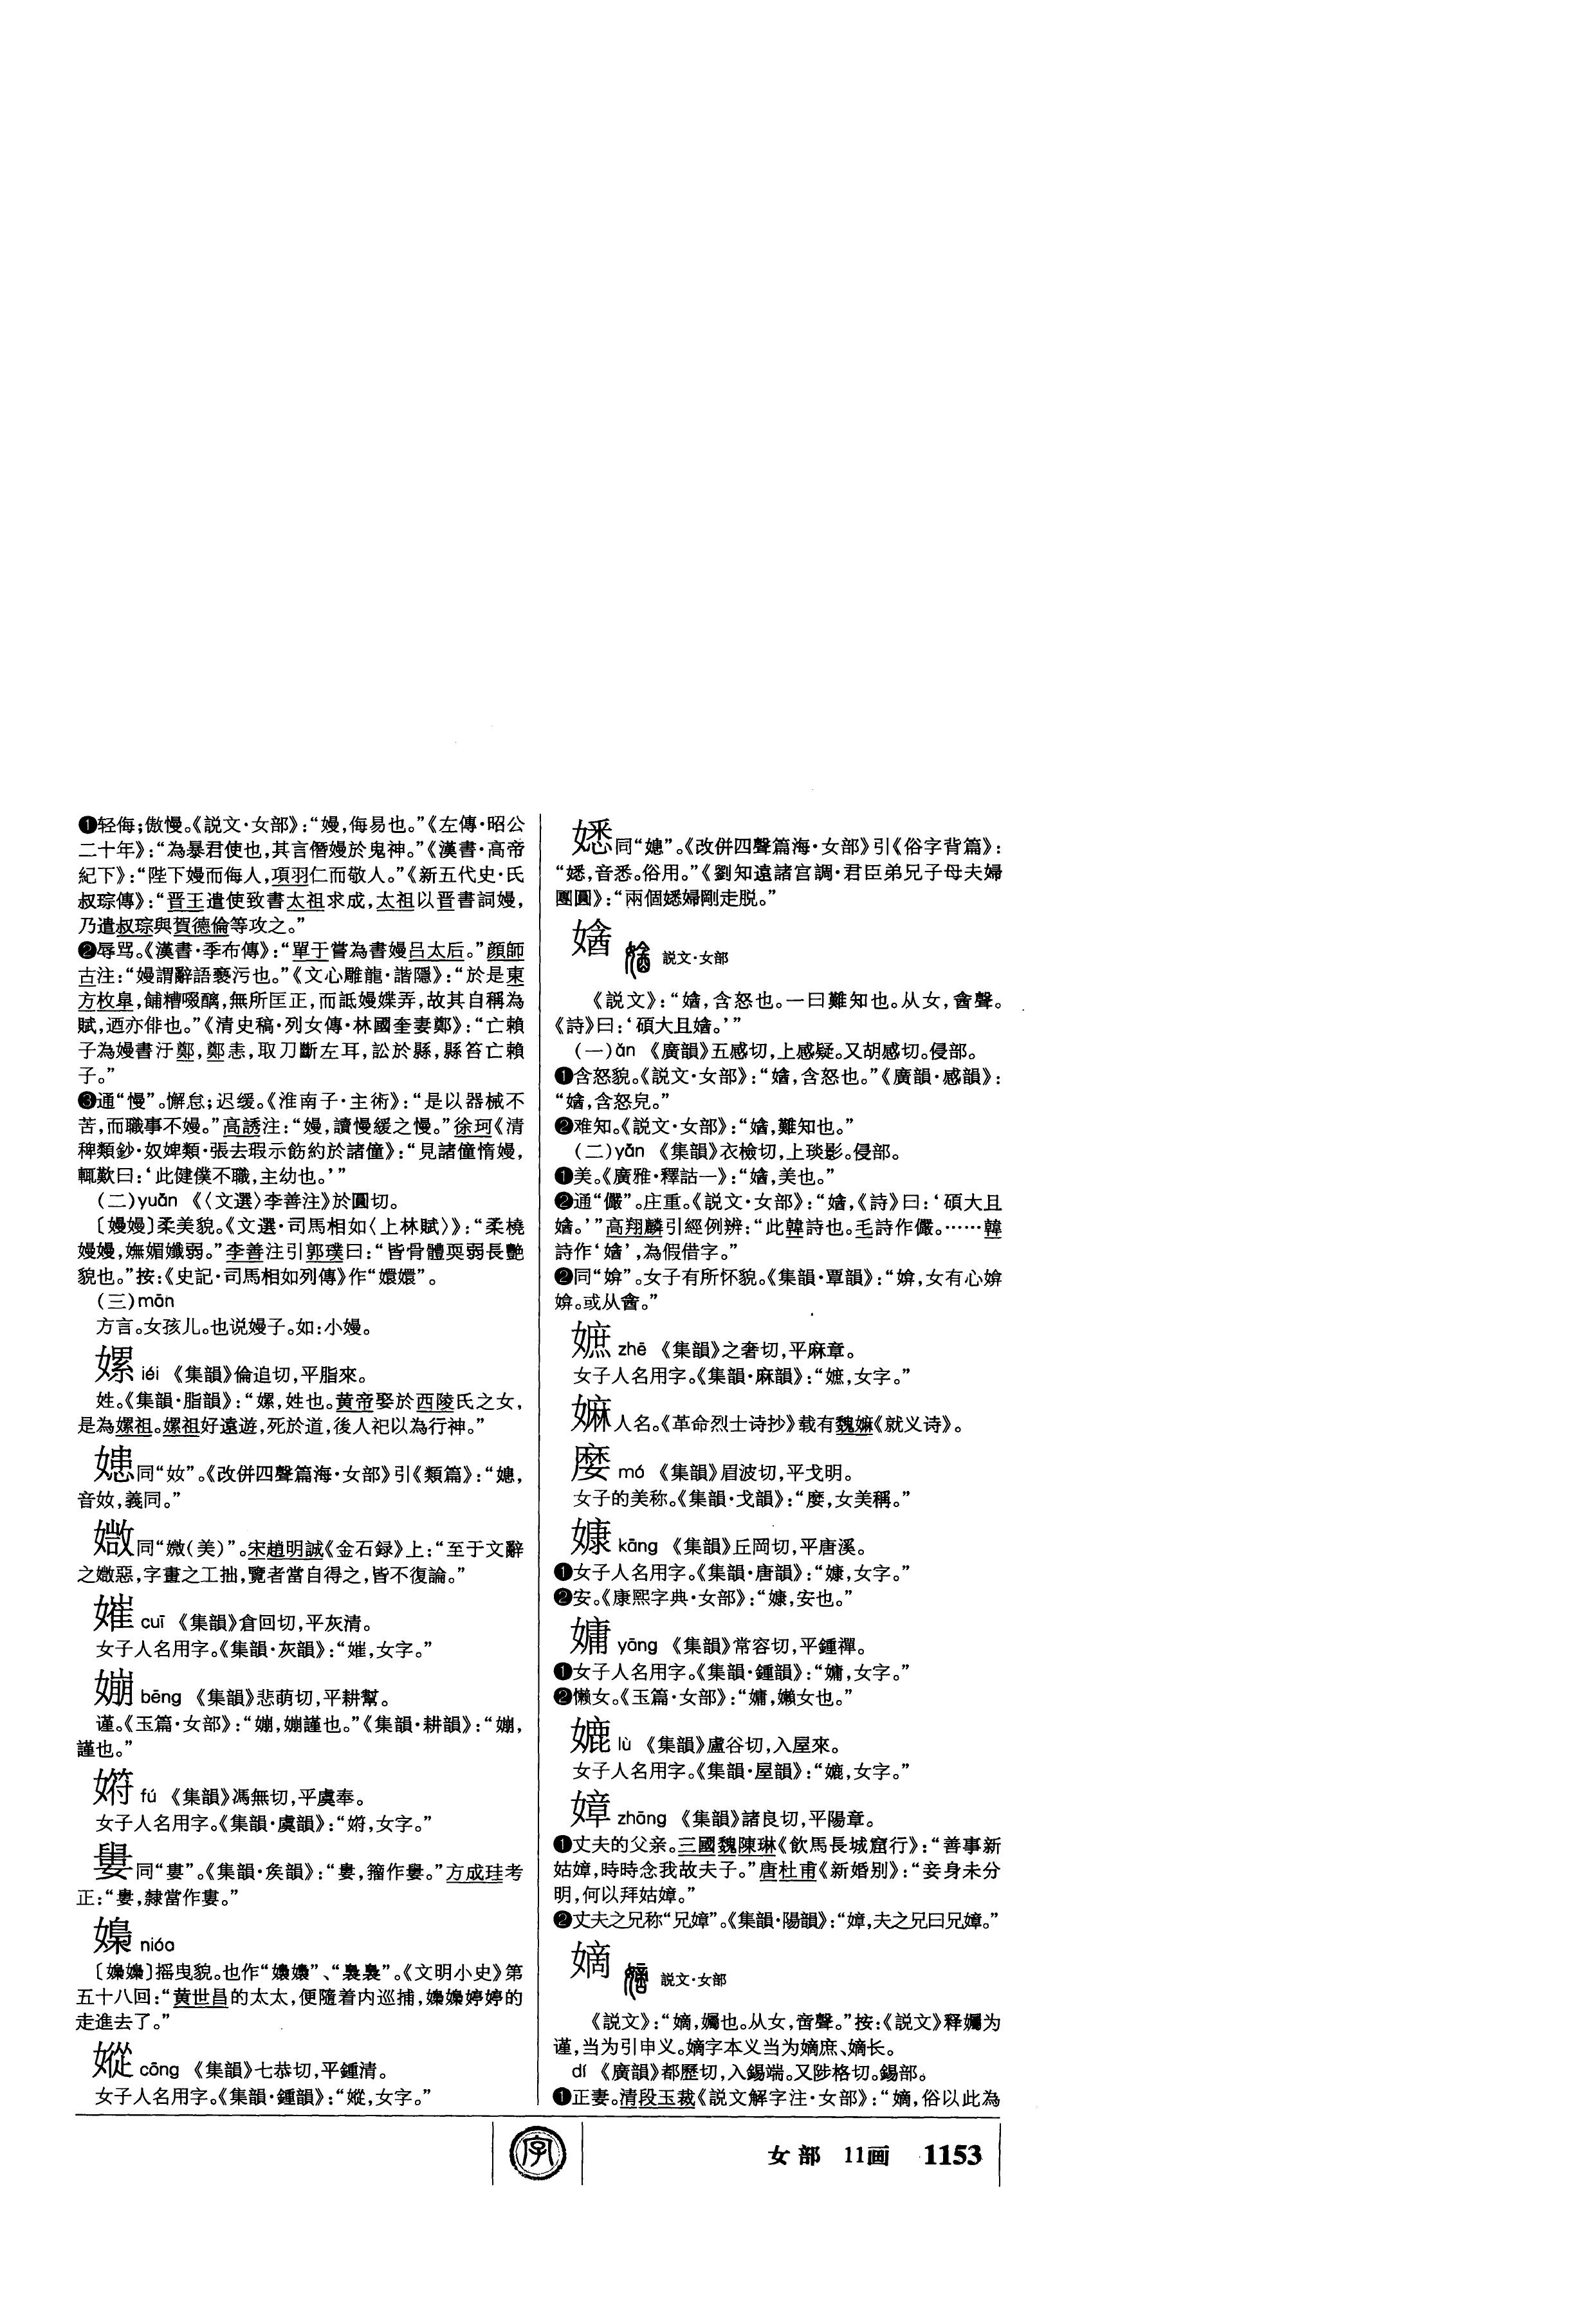 ❶轻侮;傲慢。《説文·女部》:“嫚,侮易也。”《左傳·昭公
二十年》:“為暴君使也,其言僭嫚於鬼神。”《漢書·高帝
紀下》:“陛下嫚而侮人,項羽仁而敬人。”《新五代史·氏
叔琮傳》:“晋王遣使致書太祖求成,太祖以晋書詞嫚,
乃遣叔琮與賀德倫等攻之。”
❷辱骂。《漢書·季布傳》:“單于嘗為書嫚吕太后。”顔師
古注:“嫚謂辭語褻污也。”《文心雕龍·諧隱》:“於是東
方枚皐,餔糟啜醨,無所匡正,而詆嫚媟弄,故其自稱為
賦,迺亦俳也。”《清史稿·列女傳·林國奎妻鄭》:“亡賴
子為嫚書汙鄭,鄭恚,取刀斷左耳,訟於縣,縣笞亡賴
子。”
❸通“慢”。懈怠;迟缓。《淮南子·主術》:“是以器械不
苦,而職事不嫚。”高誘注:“嫚,讀慢緩之慢。”徐珂《清
稗類鈔·奴婢類·張去瑕示飭約於諸僮》:“見諸僮惰嫚,
輒歎曰:‘此健僕不職,主幼也。’”
(二)yuān 《〈文選〉李善注》於圓切。
〔嫚嫚〕柔美貌。《文選·司馬相如〈上林賦〉》:“柔橈
嫚嫚,嫵媚孅弱。”李善注引郭璞曰:“皆骨體耎弱長艷
貌也。”按:《史記·司馬相如列傳》作“嬛嬛”。
(三)mān
方言。女孩儿。也说嫚子。如:小嫚。
嫘 léi 《集韻》倫追切,平脂來。
姓。《集韻·脂韻》:“嫘,姓也。黄帝娶於西陵氏之女,
是為嫘祖。嫘祖好遠遊,死於道,後人祀以為行神。”
同“奻”。《改併四聲篇海·女部》引《類篇》:“
音奻,義同。”
嫩同“媺(美)”。宋趙明誠《金石録》上:“至于文辭
之媺惡,字畫之工拙,覽者當自得之,皆不復論。”
嫢 cuī 《集韻》倉回切,平灰清。
女子人名用字。《集韻·灰韻》:“,女字。”
嫎 bēng 《集韻》悲萌切,平耕幫。
谨。《玉篇·女部》:“,謹也。”《集韻·耕韻》:“
謹也。”
fú 《集韻》馮無切,平虞奉。
女子人名用字。《集韻·虞韻》:“,女字。”
同“婁”。《集韻·矦韻》:“婁,籀作。”方成珪考
正:“婁,隸當作婁。”
嬝 niǎo
摇曳貌。也作“嬝嬝”、“裊裊”。《文明小史》第
五十八回:“黄世昌的太太,便隨着内巡捕,婷婷的
走進去了。”
cōng 《集韻》七恭切,平鍾清。
女子人名用字。《集韻·鍾韻》:“,女字。”
同“”。《改併四聲篇海·女部》引《俗字背篇》:
“,音悉。俗用。”《劉知遠諸宫調·君臣弟兄子母夫婦
團圓》:“兩個婦剛走脱。”
説文·女部
《説文》:“,含怒也。一曰難知也。从女,酓聲。
《詩》曰:‘碩大且。’”
(一)ǎn 《廣韻》五感切,上感疑。又胡感切。侵部。
❶含怒貌。《説文·女部》:“,含怒也。”《廣韻·感韻》:
“,含怒皃。”
❷难知。《説文·女部》:“,難知也。”
(二)yǎn 《集韻》衣檢切,上琰影。侵部。
❶美。《廣雅·釋詁一》:“,美也。”
❷通“儼”。庄重。《説文·女部》:“,《詩》曰:‘碩大且
。’”高翔麟引經例辨:“此韓詩也。毛詩作儼。……韓
詩作‘’,為假借字。”
❷同“媕”。女子有所怀貌。《集韻·覃韻》:“媕,女有心媕
媕。或从酓。”
嫬 zhē 《集韻》之奢切,平麻章。
女子人名用字。《集韻·麻韻》:“嫬,女字。”
嫲人名。《革命烈士诗抄》载有魏嫲《就义诗》。
嬤 mó 《集韻》眉波切,平戈明。
女子的美称。《集韻·戈韻》:“,女美稱。”
嫝 kāng 《集韻》丘岡切,平唐溪。
❶女子人名用字。《集韻·唐韻》:“嫝,女字。”
❷安。《康熙字典·女部》:“嫝,安也。”
嫞 yōng 《集韻》常容切,平鍾禪。
❶女子人名用字。《集韻·鍾韻》:“嫞,女字。”
❷懒女。《玉篇·女部》:“嫞,嬾女也。”
lù 《集韻》盧谷切,入屋來。
女子人名用字。《集韻·屋韻》:“,女字。”
嫜 zhāng 《集韻》諸良切,平陽章。
❶丈夫的父亲。三國魏陳琳《飲馬長城窟行》:“善事新
姑嫜,時時念我故夫子。”唐杜甫《新婚别》:“妾身未分
明,何以拜姑嫜。”
❷丈夫之兄称“兄嫜”。《集韻·陽韻》:“嫜,夫之兄曰兄嫜。”
嫡 説文·女部
《説文》:“嫡,孎也。从女,啻聲。”按:《説文》释孎为
谨,当为引申义。嫡字本义当为嫡庶、嫡长。
dí 《廣韻》都歷切,入錫端。又陟格切。錫部。
❶正妻。清段玉裁《説文解字注·女部》:“嫡,俗以此為
字
女部 11画 1153